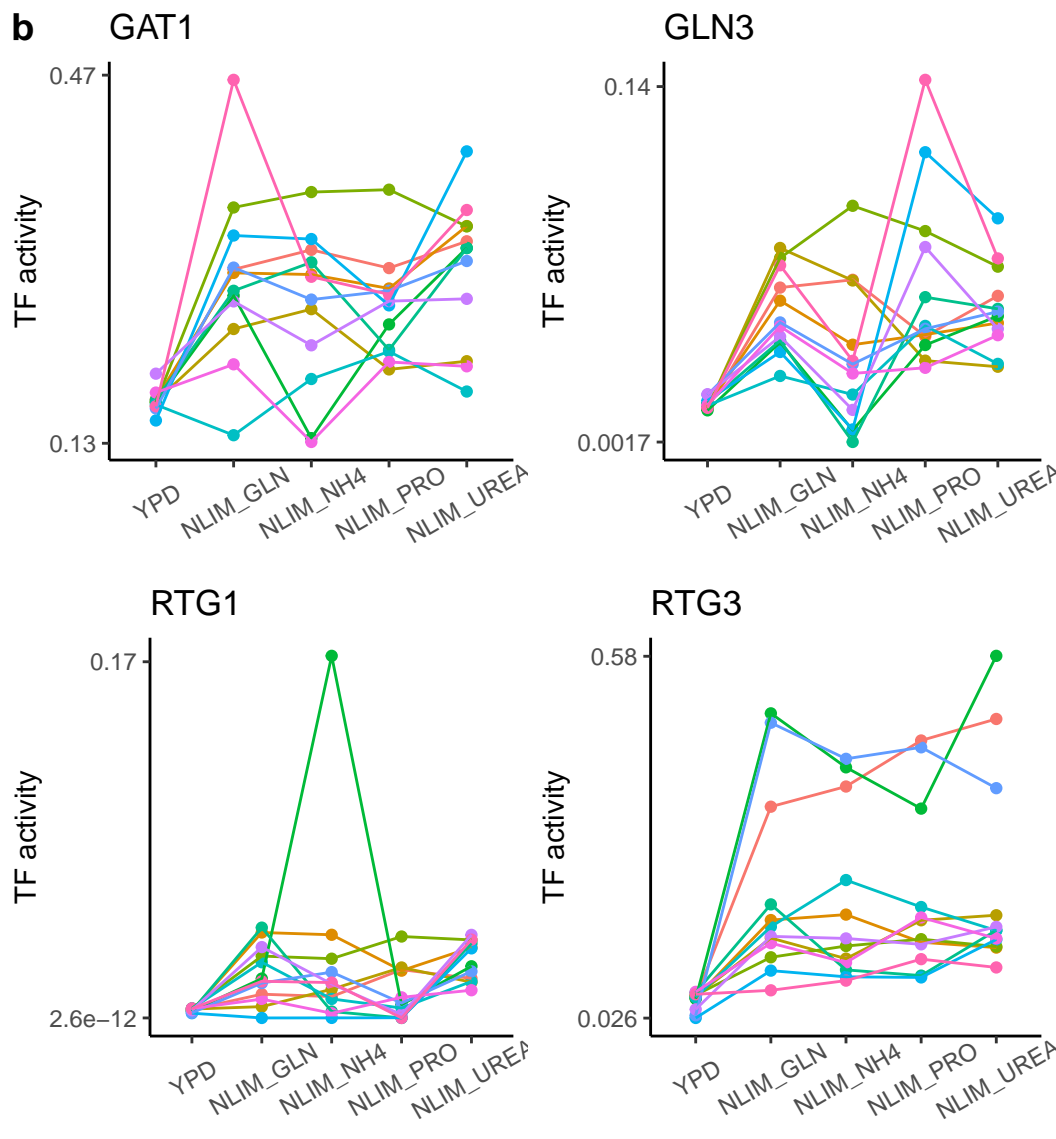 b
GAT1
GLN3
0.47
0.13
TF activity
YPD
NLIM_GLN
NLIM_NH4
NLIM_PRO
NLIM_UREA
0.14
0.0017
TF activity
YPD
NLIM_GLN
NLIM_NH4
NLIM_PRO
NLIM_UREA
RTG1
RTG3
0.17
2.6e−12
TF activity
YPD
NLIM_GLN
NLIM_NH4
NLIM_PRO
NLIM_UREA
0.58
0.026
TF activity
YPD
NLIM_GLN
NLIM_NH4
NLIM_PRO
NLIM_UREA